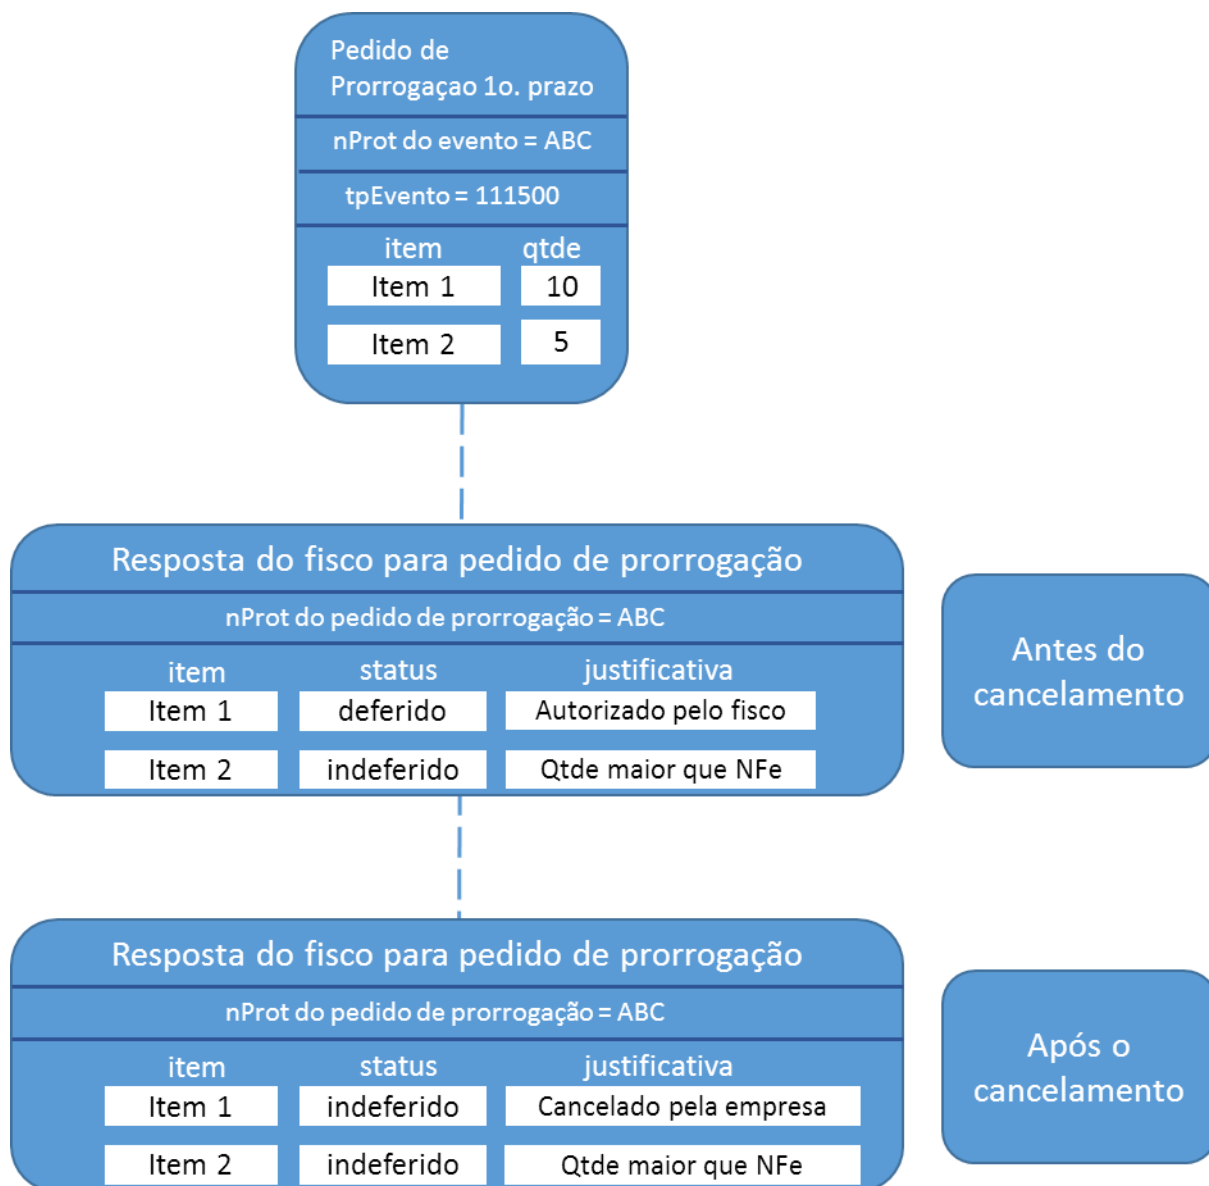 Pedido de
Prorrogaçao 1o. prazo
nProt do evento = ABC
tpEvento = 111500
item qtde
Item 1 10
Item 2 5
Resposta do fisco para pedido de prorrogação
nProt do pedido de prorrogação = ABC
item status justificativa
Item 1 deferido Autorizado pelo fisco
Item 2 indeferido Qtde maior que NFe
Antes do
cancelamento
Resposta do fisco para pedido de prorrogação
nProt do pedido de prorrogação = ABC
item status justificativa
Item 1 indeferido Cancelado pela empresa
Item 2 indeferido Qtde maior que NFe
Após o
cancelamento